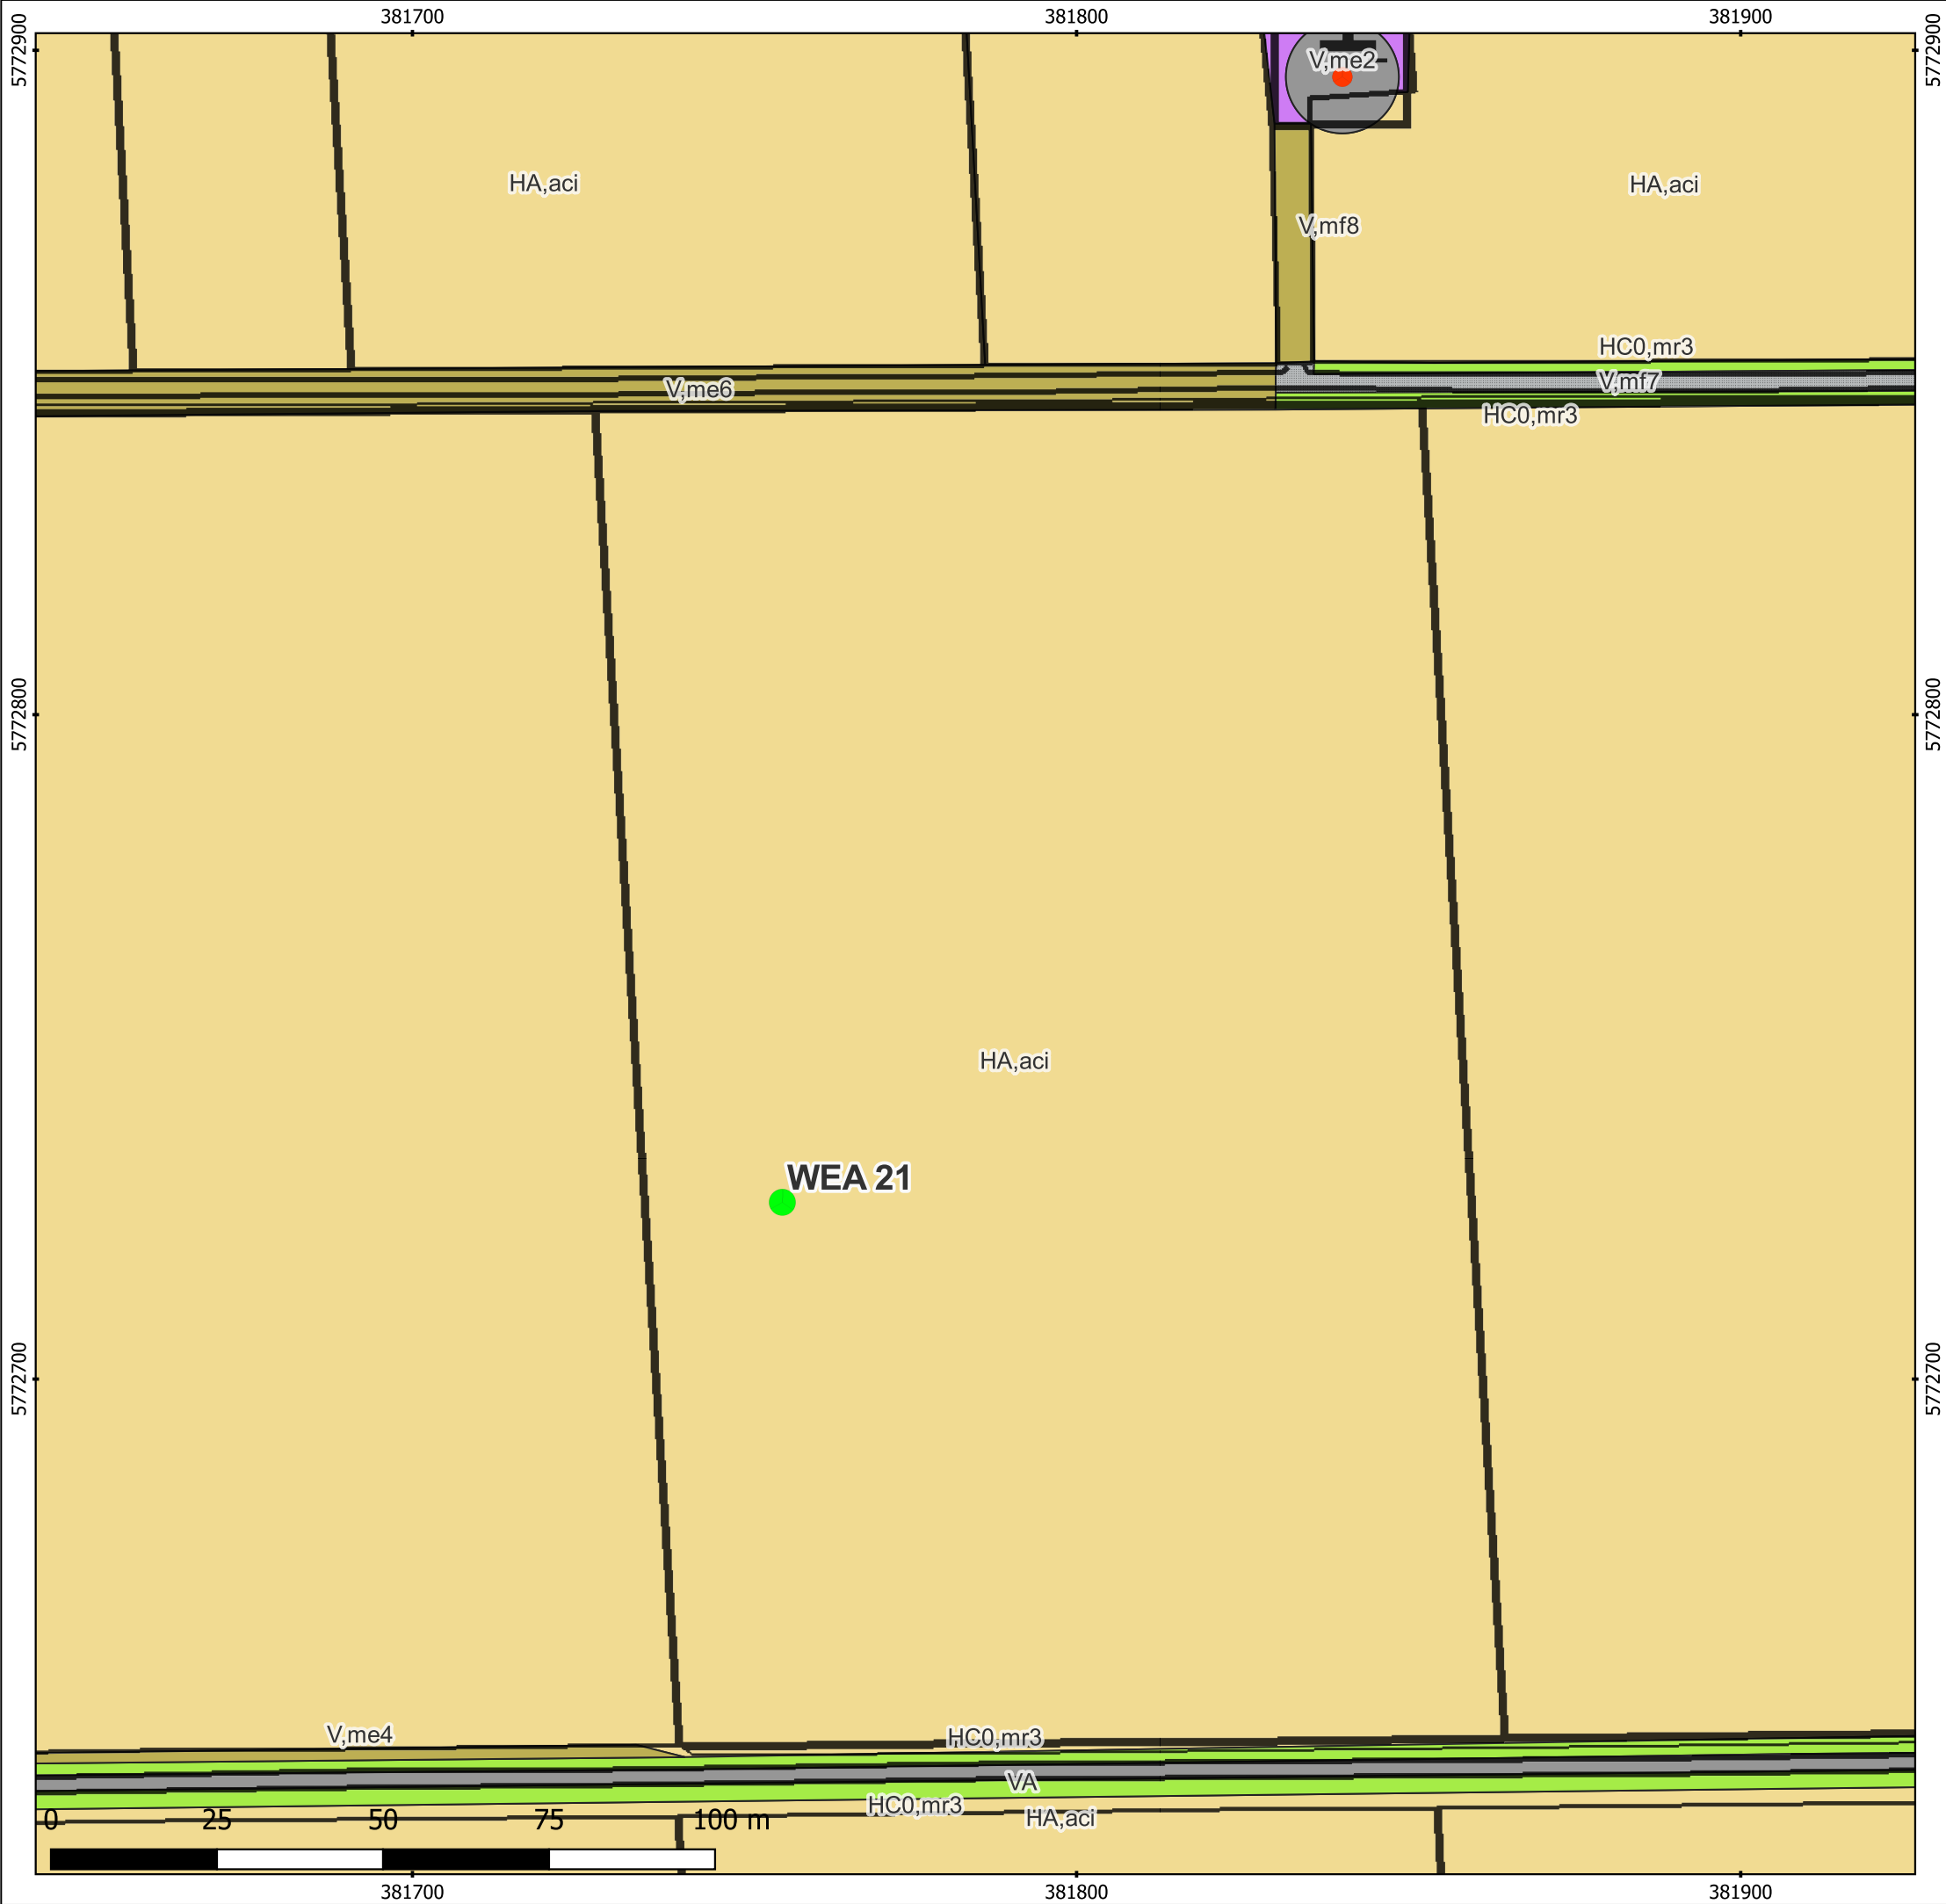 381700
381800
381900
5772900
5772900
V,me2
HA,aci
HA,aci
V,mf8
HC0,mr3
V,me6
V,mf7
HC0,mr3
5772800
5772800
HA,aci
WEA 21
5772700
5772700
V,me4
HC0,mr3
VA
HC0,mr3
HA,aci
0 25 50 75 100 m
381700
381800
381900